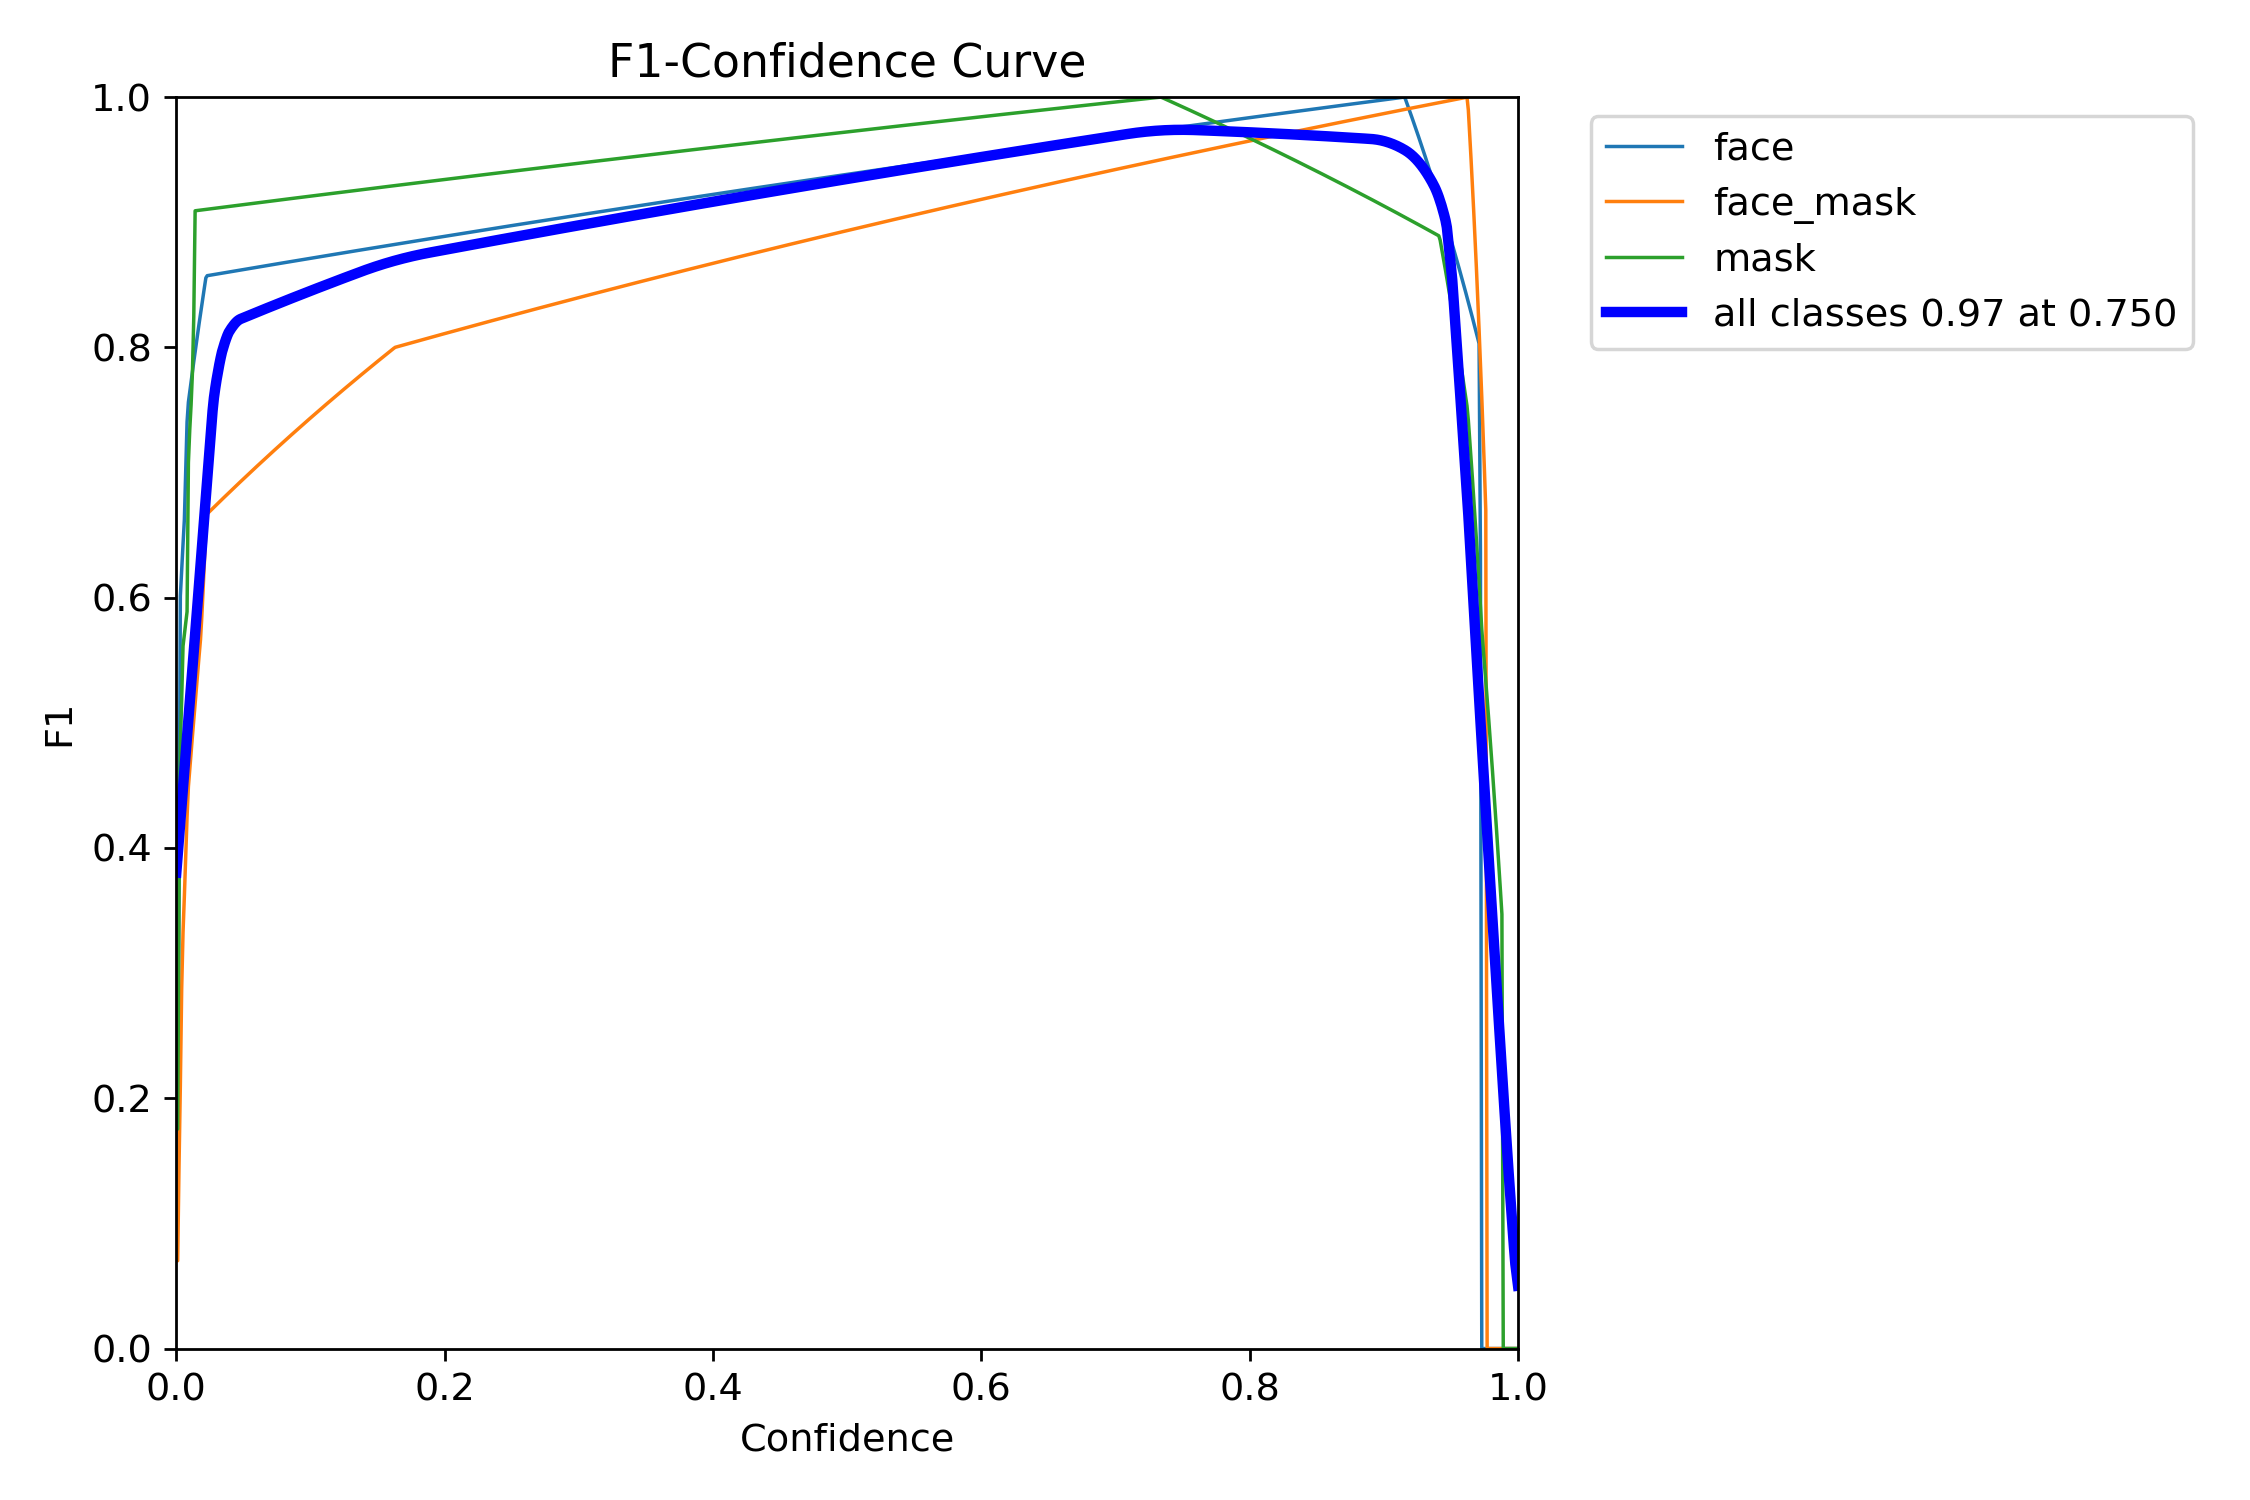 F1-Confidence Curve
1.0
0.8
0.6
0.4
0.2
0.0
F1
0.0 0.2 0.4 0.6 0.8 1.0
Confidence
face
face_mask
mask
all classes 0.97 at 0.750